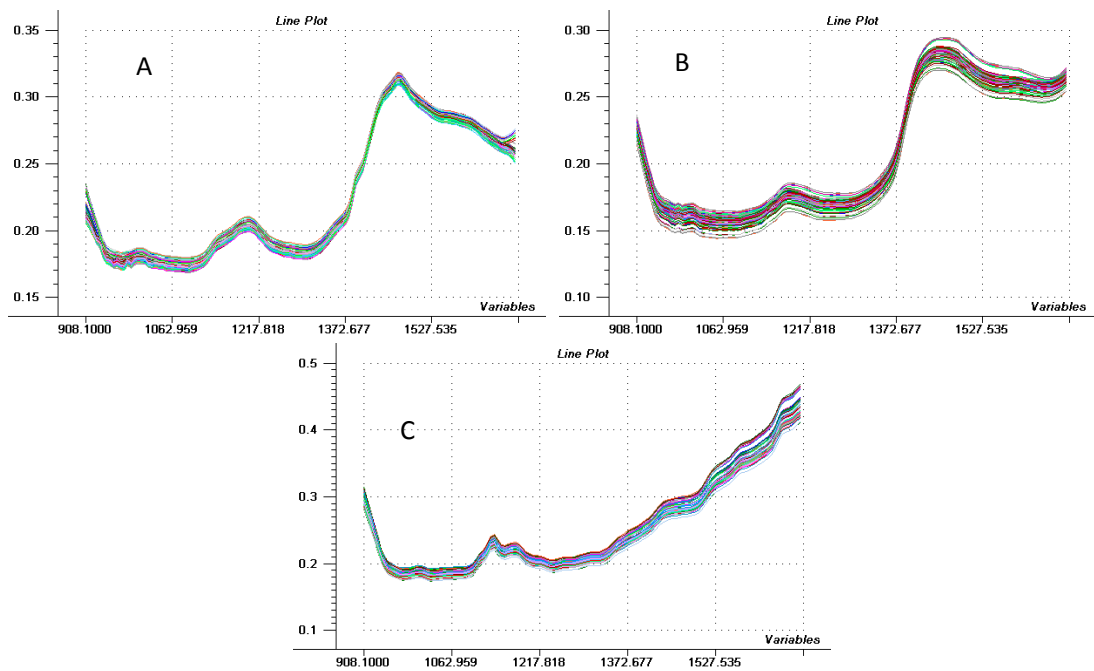 Line Plot
0.35
0.30
0.25
0.20
0.15
A
Variables
908.1000 1062.959 1217.818 1372.677 1527.535
Line Plot
0.30
0.25
0.20
0.15
0.10
B
Variables
908.1000 1062.959 1217.818 1372.677 1527.535
Line Plot
0.5
0.4
0.3
0.2
0.1
C
Variables
908.1000 1062.959 1217.818 1372.677 1527.535